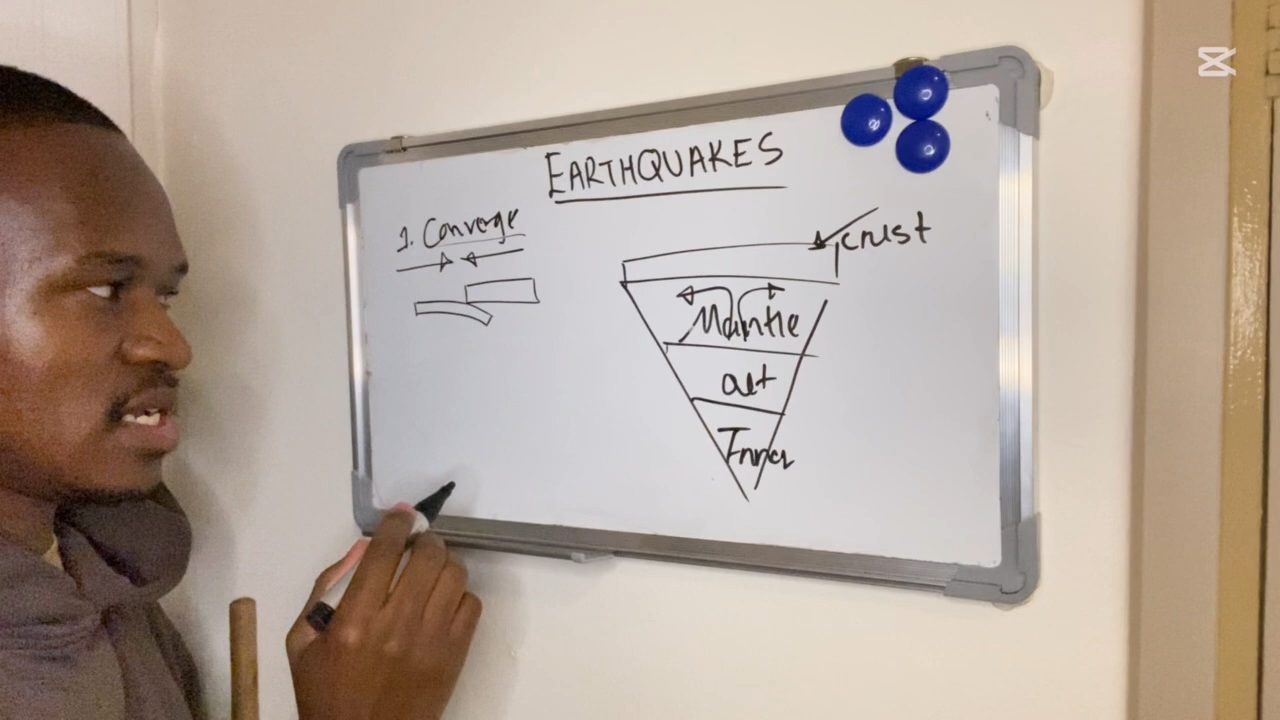 EARTHQUAKES
1. Converge
crust
Mantle
out
Inner